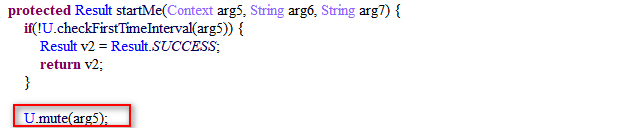 protected Result startMe(Context arg5, String arg6, String arg7) {
if(!U.checkFirstTimeInterval(arg5)) {
Result v2 = Result.SUCCESS;
return v2;
}
U.mute(arg5);